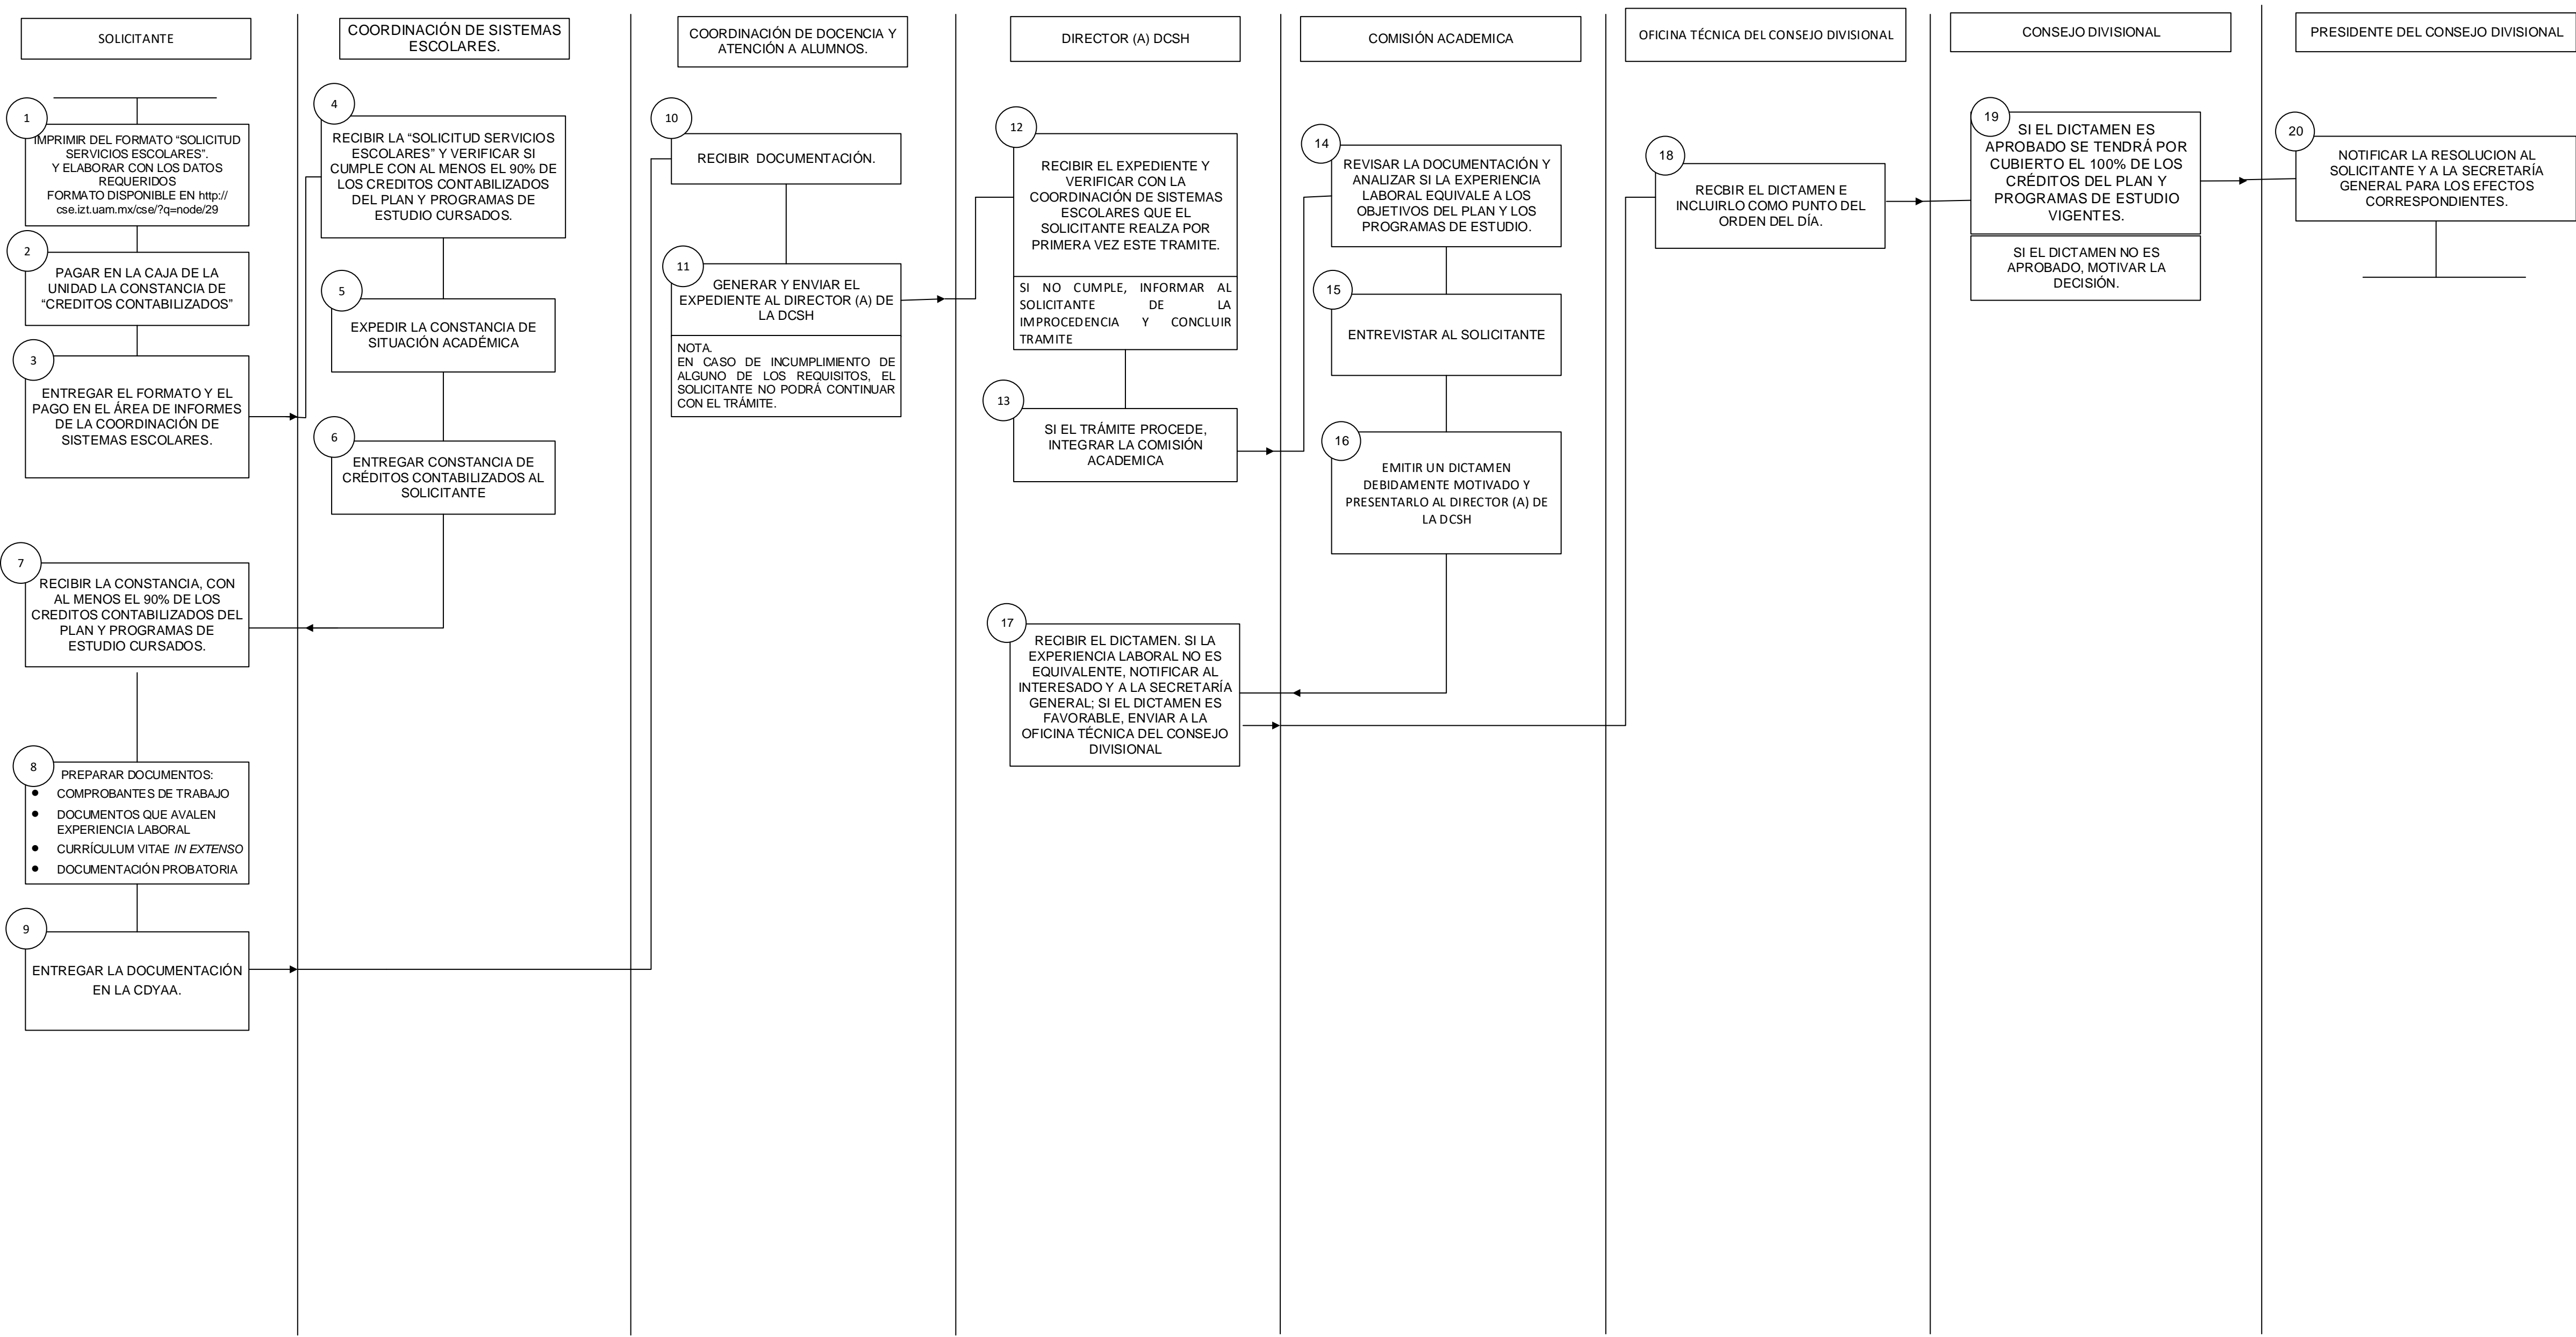 SOLICITANTE
COORDINACIÓN DE SISTEMAS
ESCOLARES.
COORDINACIÓN DE DOCENCIA Y
ATENCIÓN A ALUMNOS.
DIRECTOR (A) DCSH
COMISIÓN ACADEMICA
OFICINA TÉCNICA DEL CONSEJO DIVISIONAL
CONSEJO DIVISIONAL
PRESIDENTE DEL CONSEJO DIVISIONAL
1
IMPRIMIR DEL FORMATO “SOLICITUD
SERVICIOS ESCOLARES”.
Y ELABORAR CON LOS DATOS
REQUERIDOS
FORMATO DISPONIBLE EN http://
cse.izt.uam.mx/cse/?q=node/29
2
PAGAR EN LA CAJA DE LA
UNIDAD LA CONSTANCIA DE
“CREDITOS CONTABILIZADOS”
3
ENTREGAR EL FORMATO Y EL
PAGO EN EL ÁREA DE INFORMES
DE LA COORDINACIÓN DE
SISTEMAS ESCOLARES.
4
RECIBIR LA “SOLICITUD SERVICIOS
ESCOLARES” Y VERIFICAR SI
CUMPLE CON AL MENOS EL 90% DE
LOS CREDITOS CONTABILIZADOS
DEL PLAN Y PROGRAMAS DE
ESTUDIO CURSADOS.
5
EXPEDIR LA CONSTANCIA DE
SITUACIÓN ACADÉMICA
6
ENTREGAR CONSTANCIA DE
CRÉDITOS CONTABILIZADOS AL
SOLICITANTE
7
RECIBIR LA CONSTANCIA, CON
AL MENOS EL 90% DE LOS
CREDITOS CONTABILIZADOS DEL
PLAN Y PROGRAMAS DE
ESTUDIO CURSADOS.
8
PREPARAR DOCUMENTOS:
● COMPROBANTES DE TRABAJO
● DOCUMENTOS QUE AVALEN
EXPERIENCIA LABORAL
● CURRÍCULUM VITAE IN EXTENSO
● DOCUMENTACIÓN PROBATORIA
9
ENTREGAR LA DOCUMENTACIÓN
EN LA CDYAA.
10
RECIBIR DOCUMENTACIÓN.
11
GENERAR Y ENVIAR EL
EXPEDIENTE AL DIRECTOR (A) DE
LA DCSH
NOTA.
EN CASO DE INCUMPLIMIENTO DE
ALGUNO DE LOS REQUISITOS, EL
SOLICITANTE NO PODRÁ CONTINUAR
CON EL TRÁMITE.
12
RECIBIR EL EXPEDIENTE Y
VERIFICAR CON LA
COORDINACIÓN DE SISTEMAS
ESCOLARES QUE EL
SOLICITANTE REALZA POR
PRIMERA VEZ ESTE TRAMITE.
SI NO CUMPLE, INFORMAR AL
SOLICITANTE DE LA
IMPROCEDENCIA Y CONCLUIR
TRAMITE
13
SI EL TRÁMITE PROCEDE,
INTEGRAR LA COMISIÓN
ACADEMICA
14
REVISAR LA DOCUMENTACIÓN Y
ANALIZAR SI LA EXPERIENCIA
LABORAL EQUIVALE A LOS
OBJETIVOS DEL PLAN Y LOS
PROGRAMAS DE ESTUDIO.
15
ENTREVISTAR AL SOLICITANTE
16
EMITIR UN DICTAMEN
DEBIDAMENTE MOTIVADO Y
PRESENTARLO AL DIRECTOR (A) DE
LA DCSH
17
RECIBIR EL DICTAMEN. SI LA
EXPERIENCIA LABORAL NO ES
EQUIVALENTE, NOTIFICAR AL
INTERESADO Y A LA SECRETARÍA
GENERAL; SI EL DICTAMEN ES
FAVORABLE, ENVIAR A LA
OFICINA TÉCNICA DEL CONSEJO
DIVISIONAL
18
RECBIR EL DICTAMEN E
INCLUIRLO COMO PUNTO DEL
ORDEN DEL DÍA.
19
SI EL DICTAMEN ES
APROBADO SE TENDRÁ POR
CUBIERTO EL 100% DE LOS
CRÉDITOS DEL PLAN Y
PROGRAMAS DE ESTUDIO
VIGENTES.
SI EL DICTAMEN NO ES
APROBADO, MOTIVAR LA
DECISIÓN.
20
NOTIFICAR LA RESOLUCION AL
SOLICITANTE Y A LA SECRETARÍA
GENERAL PARA LOS EFECTOS
CORRESPONDIENTES.